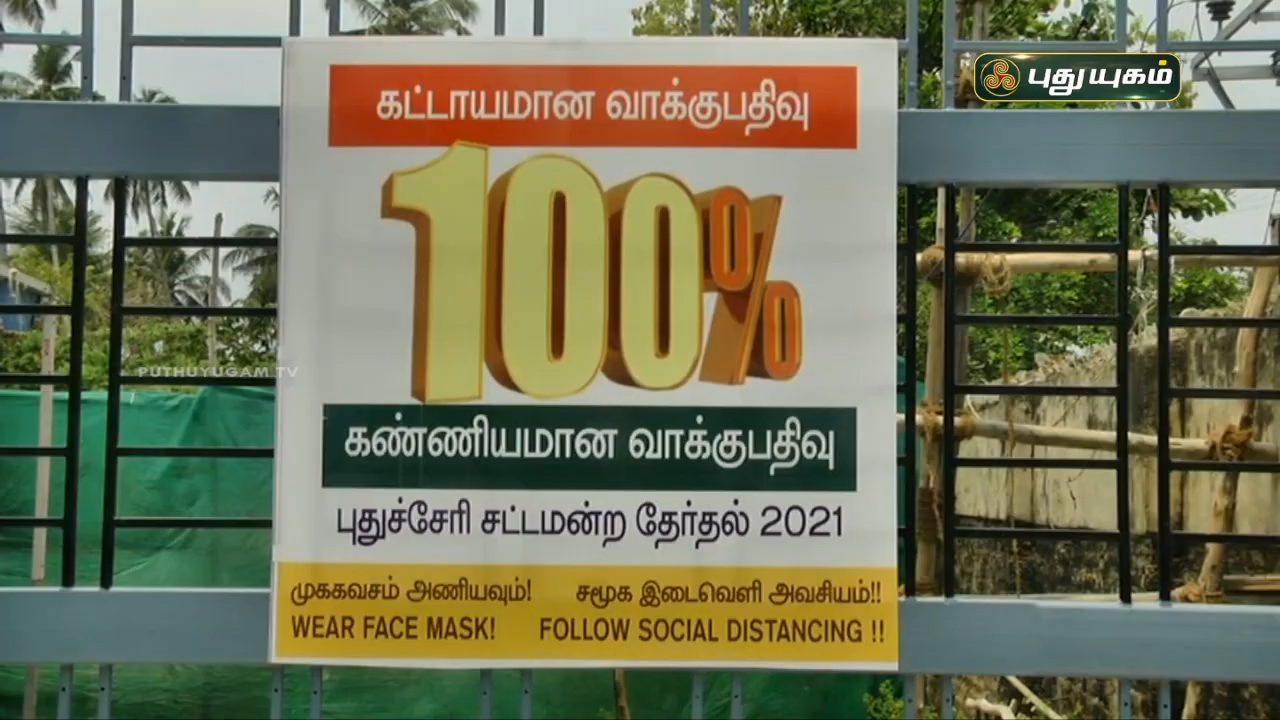 புதுயுகம்
கட்டாயமான வாக்குபதிவு
100%
PUTHUYUGAM TV
கண்ணியமான வாக்குபதிவு
புதுச்சேரி சட்டமன்ற தேர்தல் 2021
முககவசம் அணியவும்! சமூக இடைவெளி அவசியம்!!
WEAR FACE MASK! FOLLOW SOCIAL DISTANCING !!